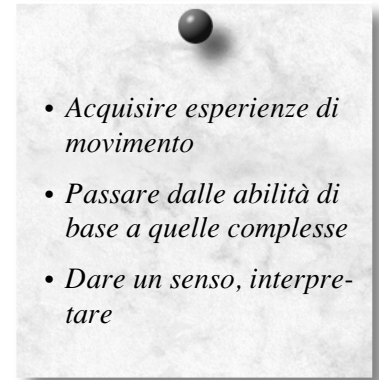 • Acquisire esperienze di
movimento
• Passare dalle abilità di
base a quelle complesse
• Dare un senso, interpre-
tare